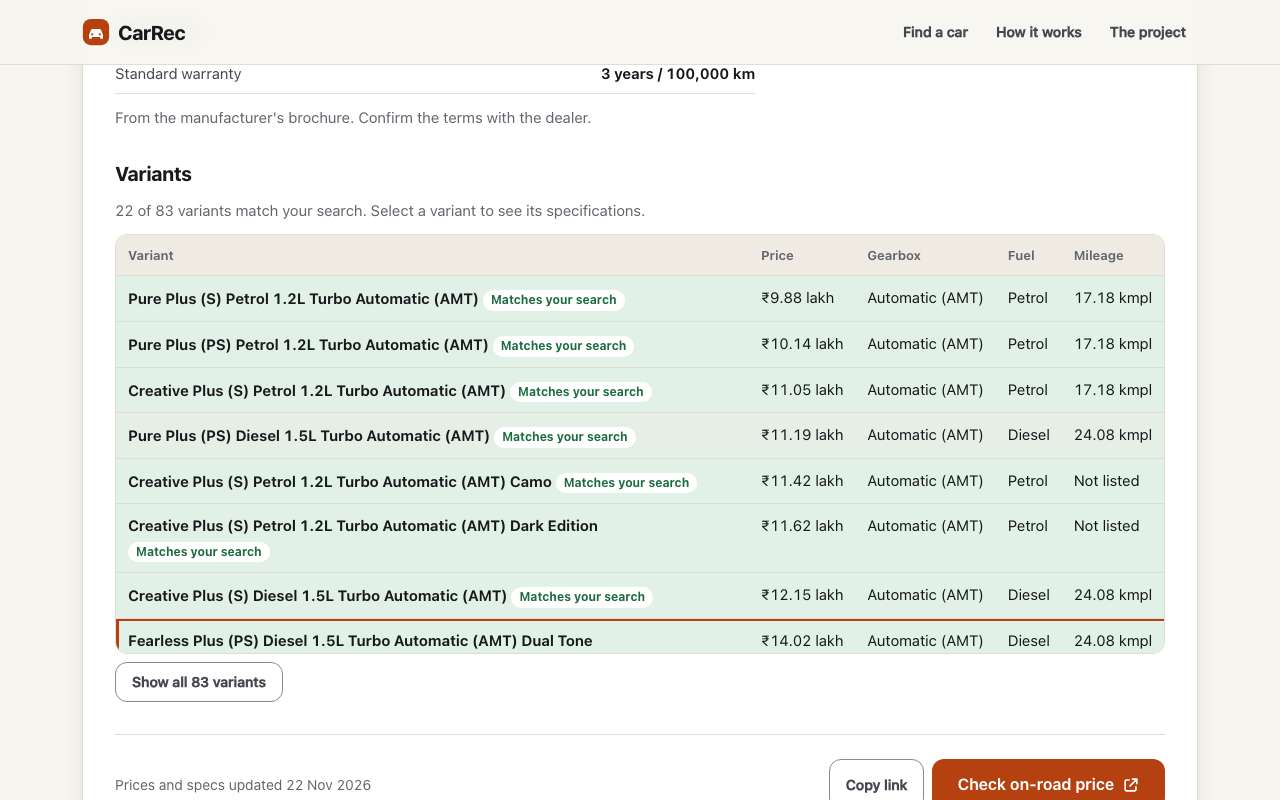 CarRec
Find a car
How it works
The project
Standard warranty 3 years / 100,000 km
From the manufacturer's brochure. Confirm the terms with the dealer.
Variants
22 of 83 variants match your search. Select a variant to see its specifications.
Variant Price Gearbox Fuel Mileage
Pure Plus (S) Petrol 1.2L Turbo Automatic (AMT) Matches your search ₹9.88 lakh Automatic (AMT) Petrol 17.18 kmpl
Pure Plus (PS) Petrol 1.2L Turbo Automatic (AMT) Matches your search ₹10.14 lakh Automatic (AMT) Petrol 17.18 kmpl
Creative Plus (S) Petrol 1.2L Turbo Automatic (AMT) Matches your search ₹11.05 lakh Automatic (AMT) Petrol 17.18 kmpl
Pure Plus (PS) Diesel 1.5L Turbo Automatic (AMT) Matches your search ₹11.19 lakh Automatic (AMT) Diesel 24.08 kmpl
Creative Plus (S) Petrol 1.2L Turbo Automatic (AMT) Camo Matches your search ₹11.42 lakh Automatic (AMT) Petrol Not listed
Creative Plus (S) Petrol 1.2L Turbo Automatic (AMT) Dark Edition ₹11.62 lakh Automatic (AMT) Petrol Not listed
Matches your search
Creative Plus (S) Diesel 1.5L Turbo Automatic (AMT) Matches your search ₹12.15 lakh Automatic (AMT) Diesel 24.08 kmpl
Fearless Plus (PS) Diesel 1.5L Turbo Automatic (AMT) Dual Tone ₹14.02 lakh Automatic (AMT) Diesel 24.08 kmpl
Show all 83 variants
Prices and specs updated 22 Nov 2026
Copy link
Check on-road price